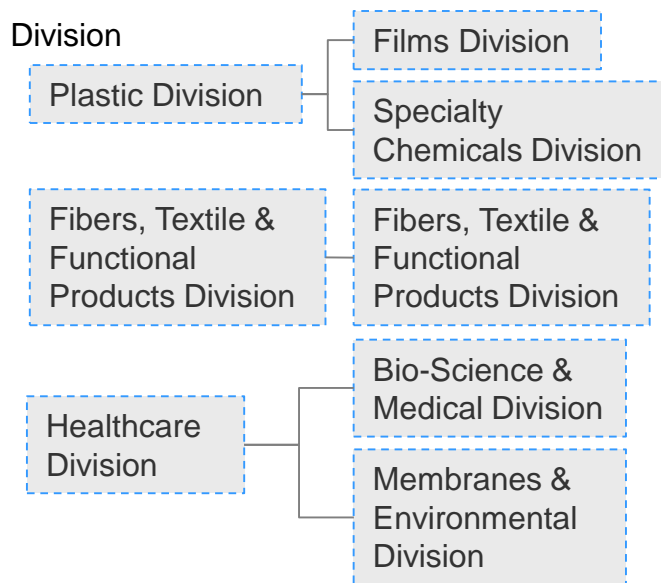 Division
Plastic Division
Films Division
Specialty
Chemicals Division
Fibers, Textile &
Functional
Products Division
Fibers, Textile &
Functional
Products Division
Healthcare
Division
Bio-Science &
Medical Division
Membranes &
Environmental
Division